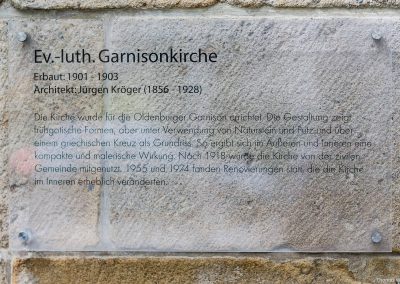 Ev.-luth. Garnisonkirche
Erbaut: 1901 - 1903
Architekt: Jürgen Kröger (1856 - 1928)
Die Kirche wurde für die Oldenburger Garnison errichtet. Die Gestaltung zeigt
frühgotische Formen, aber unter Verwendung von Naturstein und Putz und über
einem griechischen Kreuz als Grundriss. So ergibt sich im Äußeren und Inneren eine
kompakte und malerische Wirkung. Nach 1918 wurde die Kirche von der zivilen
Gemeinde mitgenutzt. 1955 und 1974 fanden Renovierungen statt, die die Kirche
im Inneren erheblich veränderten.